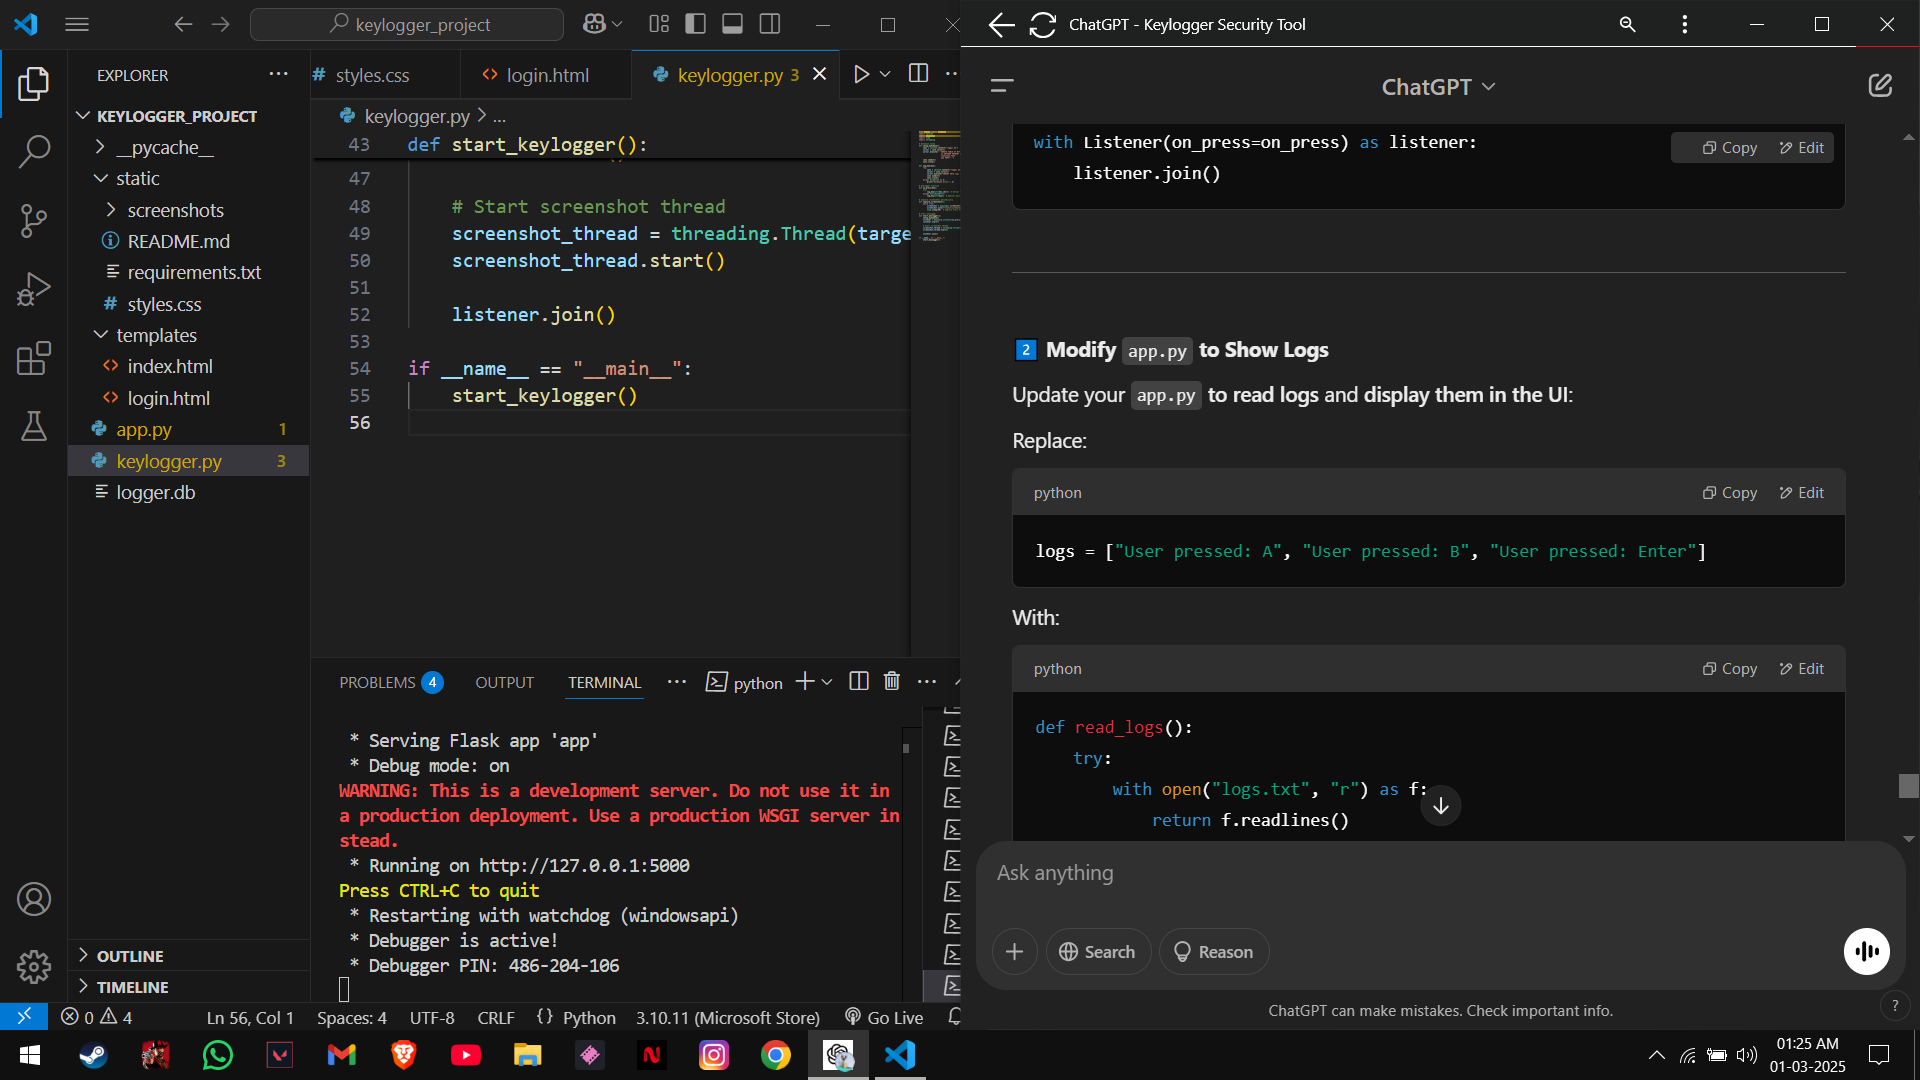 keylogger_project
EXPLORER
KEYLOGGER_PROJECT
__pycache__
static
screenshots
README.md
requirements.txt
# styles.css
templates
index.html
login.html
app.py 1
keylogger.py 3
logger.db
OUTLINE
TIMELINE
# styles.css
login.html
keylogger.py 3
keylogger.py > ...
43 def start_keylogger():
47
48 # Start screenshot thread
49 screenshot_thread = threading.Thread(targe
50 screenshot_thread.start()
51
52 listener.join()
53
54 if __name__ == "__main__":
55 start_keylogger()
56
PROBLEMS 4 OUTPUT TERMINAL ... python
* Serving Flask app 'app'
* Debug mode: on
WARNING: This is a development server. Do not use it in
a production deployment. Use a production WSGI server in
stead.
* Running on http://127.0.0.1:5000
Press CTRL+C to quit
* Restarting with watchdog (windowsapi)
* Debugger is active!
* Debugger PIN: 486-204-106
0 4 Ln 56, Col 1 Spaces: 4 UTF-8 CRLF {} Python 3.10.11 (Microsoft Store) Go Live
ChatGPT - Keylogger Security Tool
ChatGPT
with Listener(on_press=on_press) as listener:
Copy Edit
listener.join()
2 Modify app.py to Show Logs
Update your app.py to read logs and display them in the UI:
Replace:
python Copy Edit
logs = ["User pressed: A", "User pressed: B", "User pressed: Enter"]
With:
python Copy Edit
def read_logs():
try:
with open("logs.txt", "r") as f:
return f.readlines()
Ask anything
Search
Reason
ChatGPT can make mistakes. Check important info.
?
01:25 AM
01-03-2025